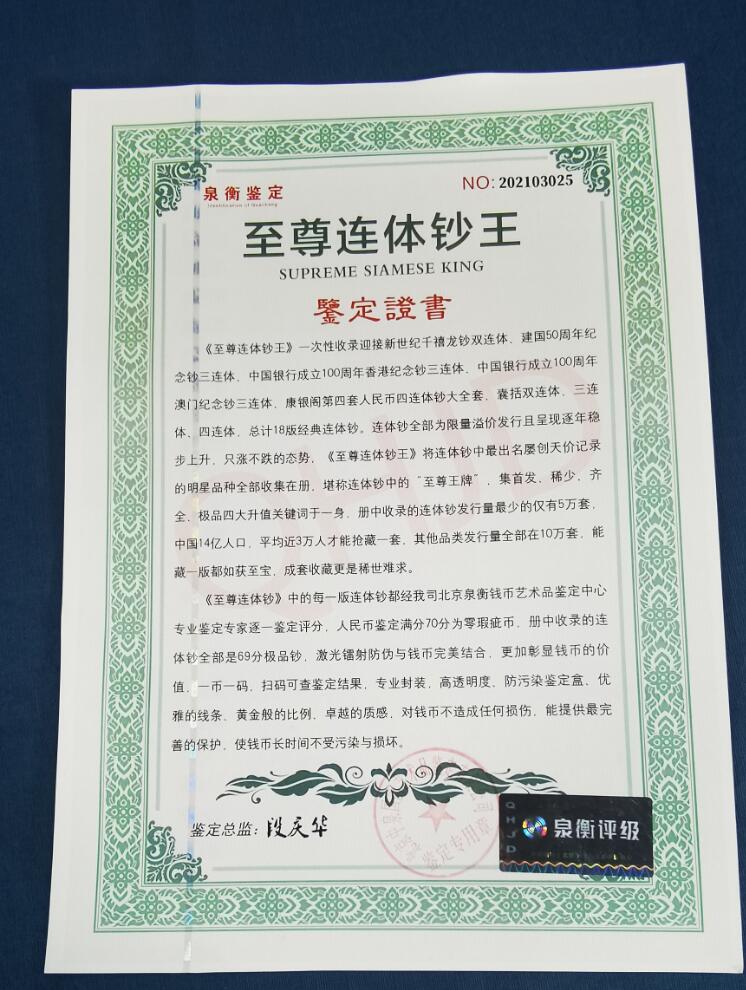 泉衡鉴定
Identification of Quanheng
NO: 202103025
至尊连体钞王
SUPREME SIAMESE KING
鑒定證書
《至尊连体钞王》一次性收录迎接新世纪千禧龙钞双连体、建国50周年纪
念钞三连体、中国银行成立100周年香港纪念钞三连体、中国银行成立100周年
澳门纪念钞三连体、康银阁第四套人民币四连体钞大全套，囊括双连体、三连
体、四连体，总计18版经典连体钞。连体钞全部为限量溢价发行且呈现逐年稳
步上升，只涨不跌的态势，《至尊连体钞王》将连体钞中最出名屡创天价记录
的明星品种全部收集在册，堪称连体钞中的“至尊王牌”，集首发、稀少、齐
全、极品四大升值关键词于一身，册中收录的连体钞发行量最少的仅有5万套，
中国14亿人口，平均近3万人才能抢藏一套，其他品类发行量全部在10万套，能
藏一版都如获至宝，成套收藏更是稀世难求。
《至尊连体钞》中的每一版连体钞都经我司北京泉衡钱币艺术品鉴定中心
专业鉴定专家逐一鉴定评分，人民币鉴定满分70分为零瑕疵币，册中收录的连
体钞全部是69分极品钞，激光镭射防伪与钱币完美结合，更加彰显钱币的价
值，一币一码，扫码可查鉴定结果，专业封装，高透明度、防污染鉴定盒、优
雅的线条、黄金般的比例、卓越的质感，对钱币不造成任何损伤，能提供最完
善的保护，使钱币长时间不受污染与损坏。
鉴定总监：段庆华
鉴定专用章
QHJD
泉衡评级